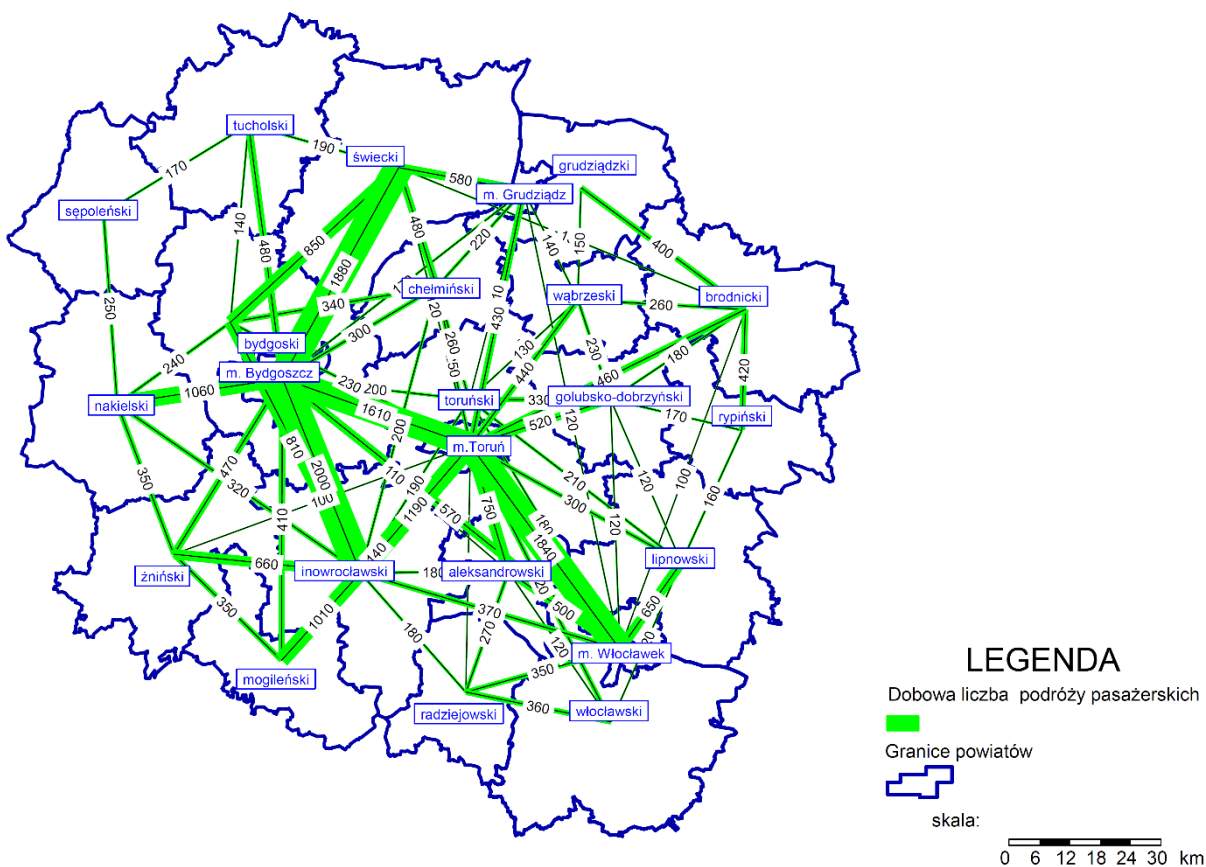 tucholski
190
świecki
170
580
grudziądzki
m. Grudziądz
sępoleński
140
480
850
480
220
140
150
400
1880
chełmiński
wąbrzeski
260
brodnicki
250
340
300
430
10
260
130
230
180
240
bydgoski
m. Bydgoszcz
230
200
440
460
420
1060
nakielski
toruński
330
golubsko-dobrzyński
1610
520
170
rypiński
m.Toruń
350
470
810
2000
200
110
120
320
100
190
1190
570
750
210
300
180
1840
120
100
160
410
120
140
660
żniński
inowrocławski
180
aleksandrowski
lipnowski
350
1010
370
500
650
180
270
120
m. Włocławek
mogileński
350
radziejowski
360
włocławski
LEGENDA
Dobowa liczba podróży pasażerskich
Granice powiatów
skala:
0 6 12 18 24 30 km